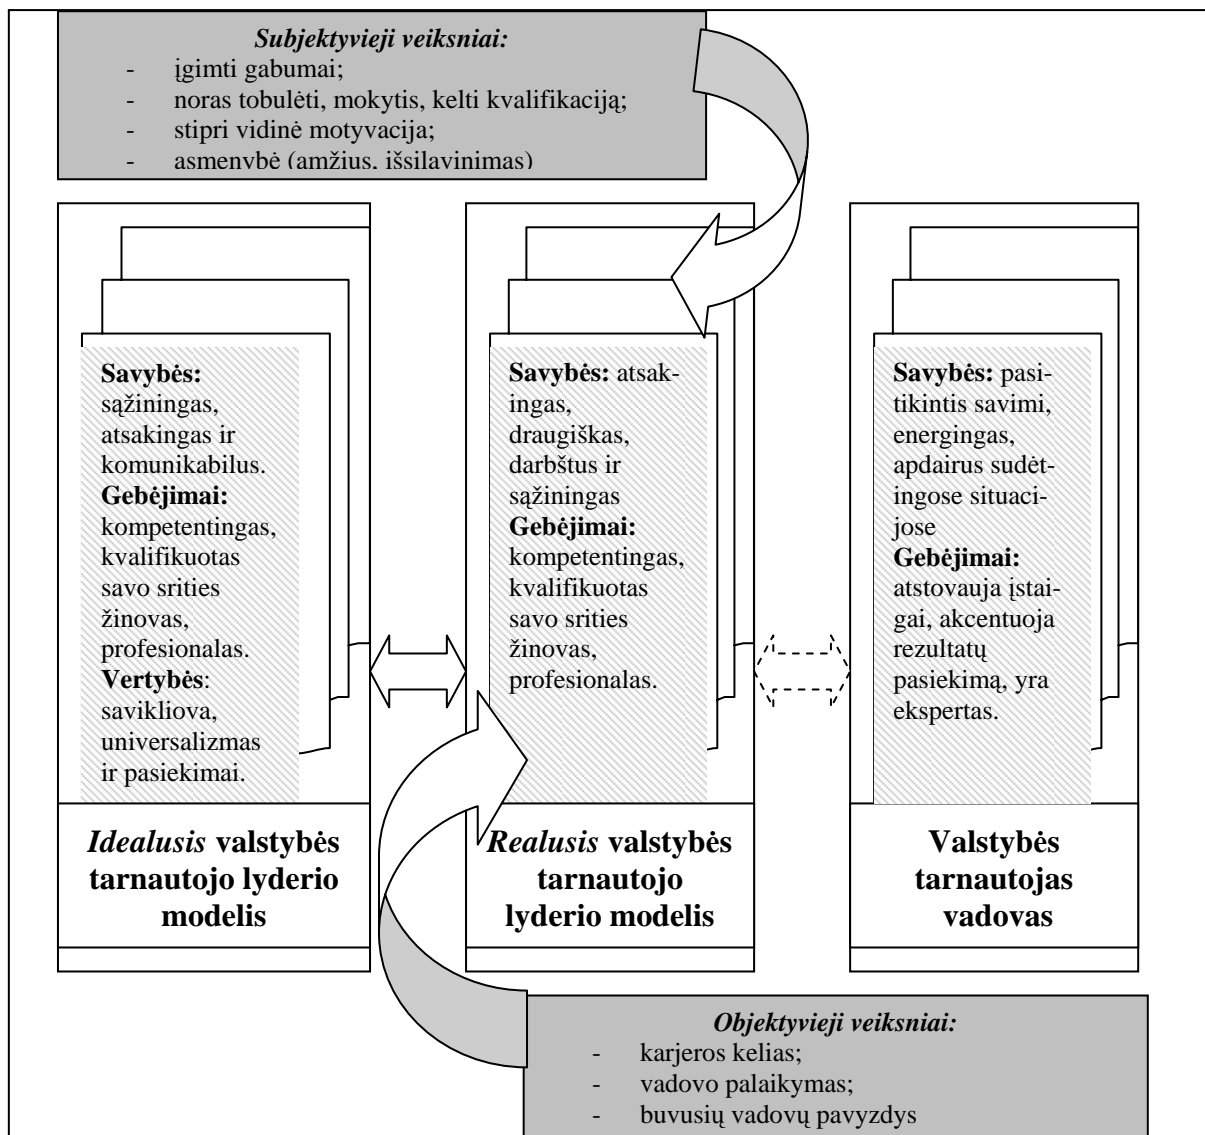 Subjektyvieji veiksniai:
- įgimti gabumai;
- noras tobulėti, mokytis, kelti kvalifikaciją;
- stipri vidinė motyvacija;
- asmenybė (amžius, išsilavinimas)
Savybės:
sąžiningas,
atsakingas ir
komunikabilus.
Gebėjimai:
kompetentingas,
kvalifikuotas
savo srities
žinovas,
profesionalas.
Vertybės:
savikliova,
universalizmas
ir pasiekimai.
Idealusis valstybės
tarnautojo lyderio
modelis
Savybės: atsak-
ingas,
draugiškas,
darbštus ir
sąžiningas
Gebėjimai:
kompetentingas,
kvalifikuotas
savo srities
žinovas,
profesionalas.
Realusis valstybės
tarnautojo
lyderio modelis
Savybės: pasi-
tikintis savimi,
energingas,
apdairus sudėt-
ingose situaci-
jose
Gebėjimai:
atstovauja įstai-
gai, akcentuoja
rezultatų
pasiekimą, yra
ekspertas.
Valstybės
tarnautojas
vadovas
Objektyvieji veiksniai:
- karjeros kelias;
- vadovo palaikymas;
- buvusių vadovų pavyzdys